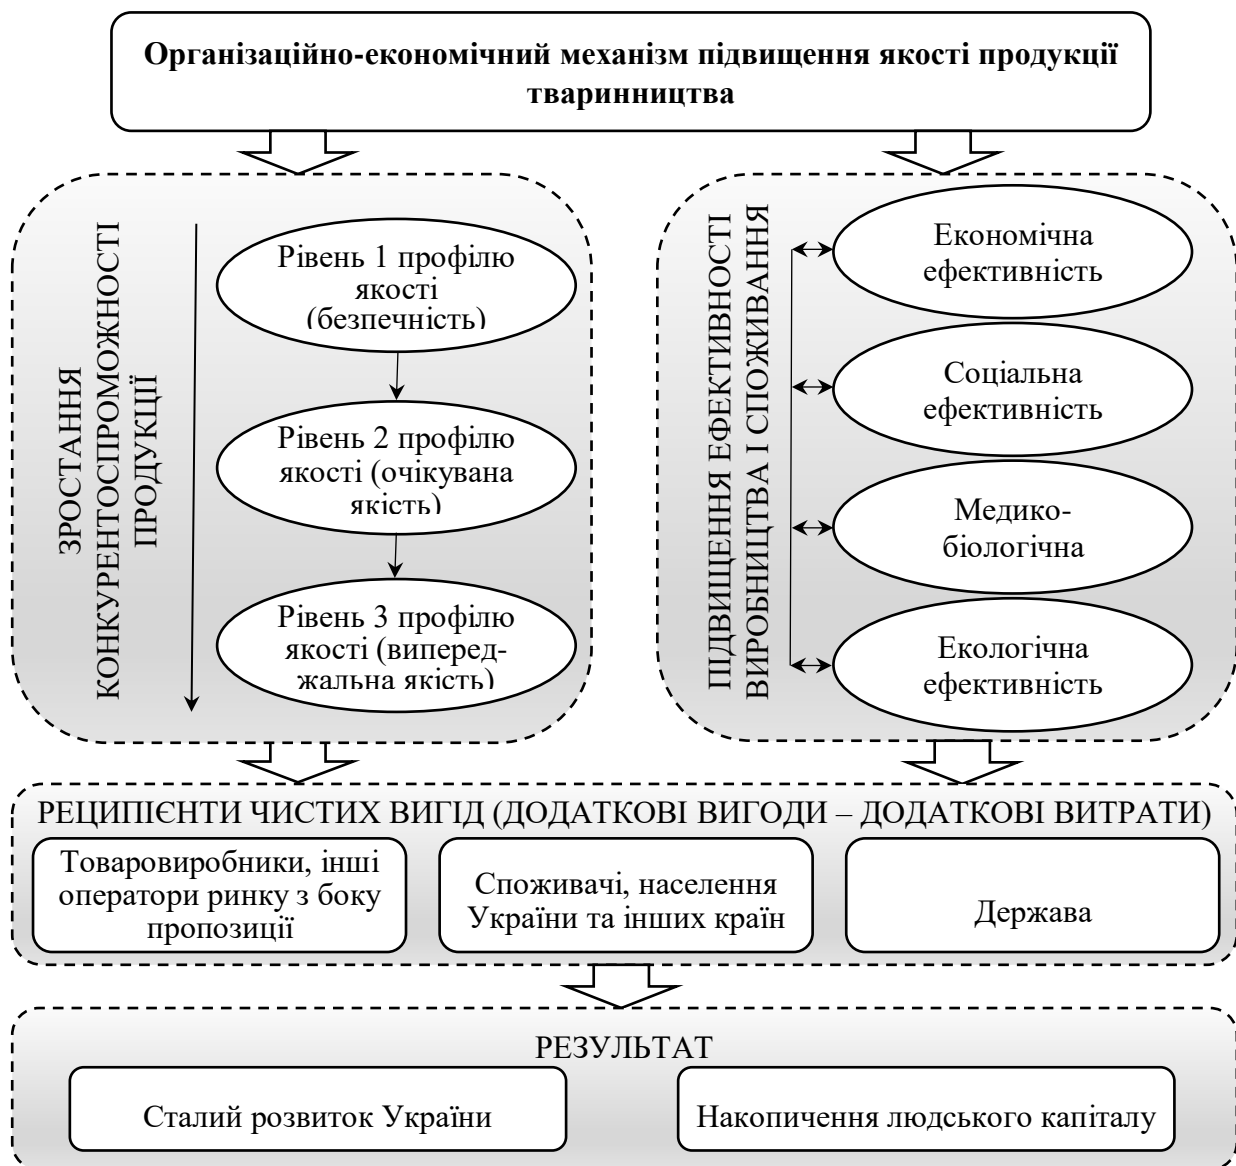 Організаційно-економічний механізм підвищення якості продукції
тваринництва
ЗРОСТАННЯ
КОНКУРЕНТОСПРОМОЖНОСТІ
ПРОДУКЦІЇ
Рівень 1 профілю
якості
(безпечність)
Рівень 2 профілю
якості (очікувана
якість)
Рівень 3 профілю
якості (виперед-
жальна якість)
ПІДВИЩЕННЯ ЕФЕКТИВНОСТІ
ВИРОБНИЦТВА І СПОЖИВАННЯ
Економічна
ефективність
Соціальна
ефективність
Медико-
біологічна
Екологічна
ефективність
РЕЦИПІЄНТИ ЧИСТИХ ВИГІД (ДОДАТКОВІ ВИГОДИ – ДОДАТКОВІ ВИТРАТИ)
Товаровиробники, інші
оператори ринку з боку
пропозиції
Споживачі, населення
України та інших країн
Держава
РЕЗУЛЬТАТ
Сталий розвиток України
Накопичення людського капіталу